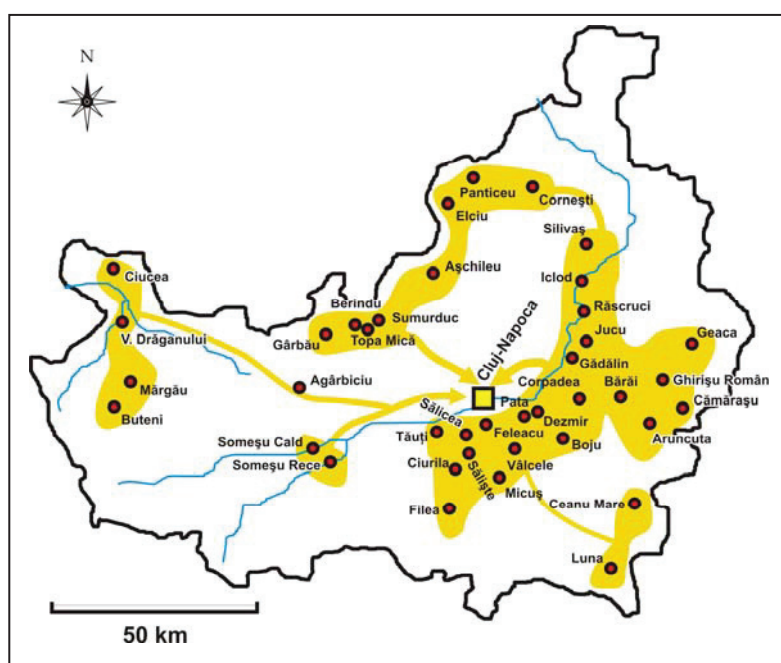 N
Panticeu
Cornești
Elciu
Silivaș
Ciucea
Așchileu
Iclod
Berindu
Sumurduc
Răscruci
V. Drăganului
Gârbău
Topa Mică
Jucu
Geaca
Cluj-Napoca
Gădălin
Mărgău
Agârbiciu
Corpadea
Bărăi
Ghirișu Român
Buteni
Sălicea
Pata
Dezmir
Cămărașu
Tăuți
Feleacu
Aruncuta
Someșu Cald
Boju
Someșu Rece
Ciurila
Săliște
Vâlcele
Micuș
Ceanu Mare
Filea
Luna
50 km